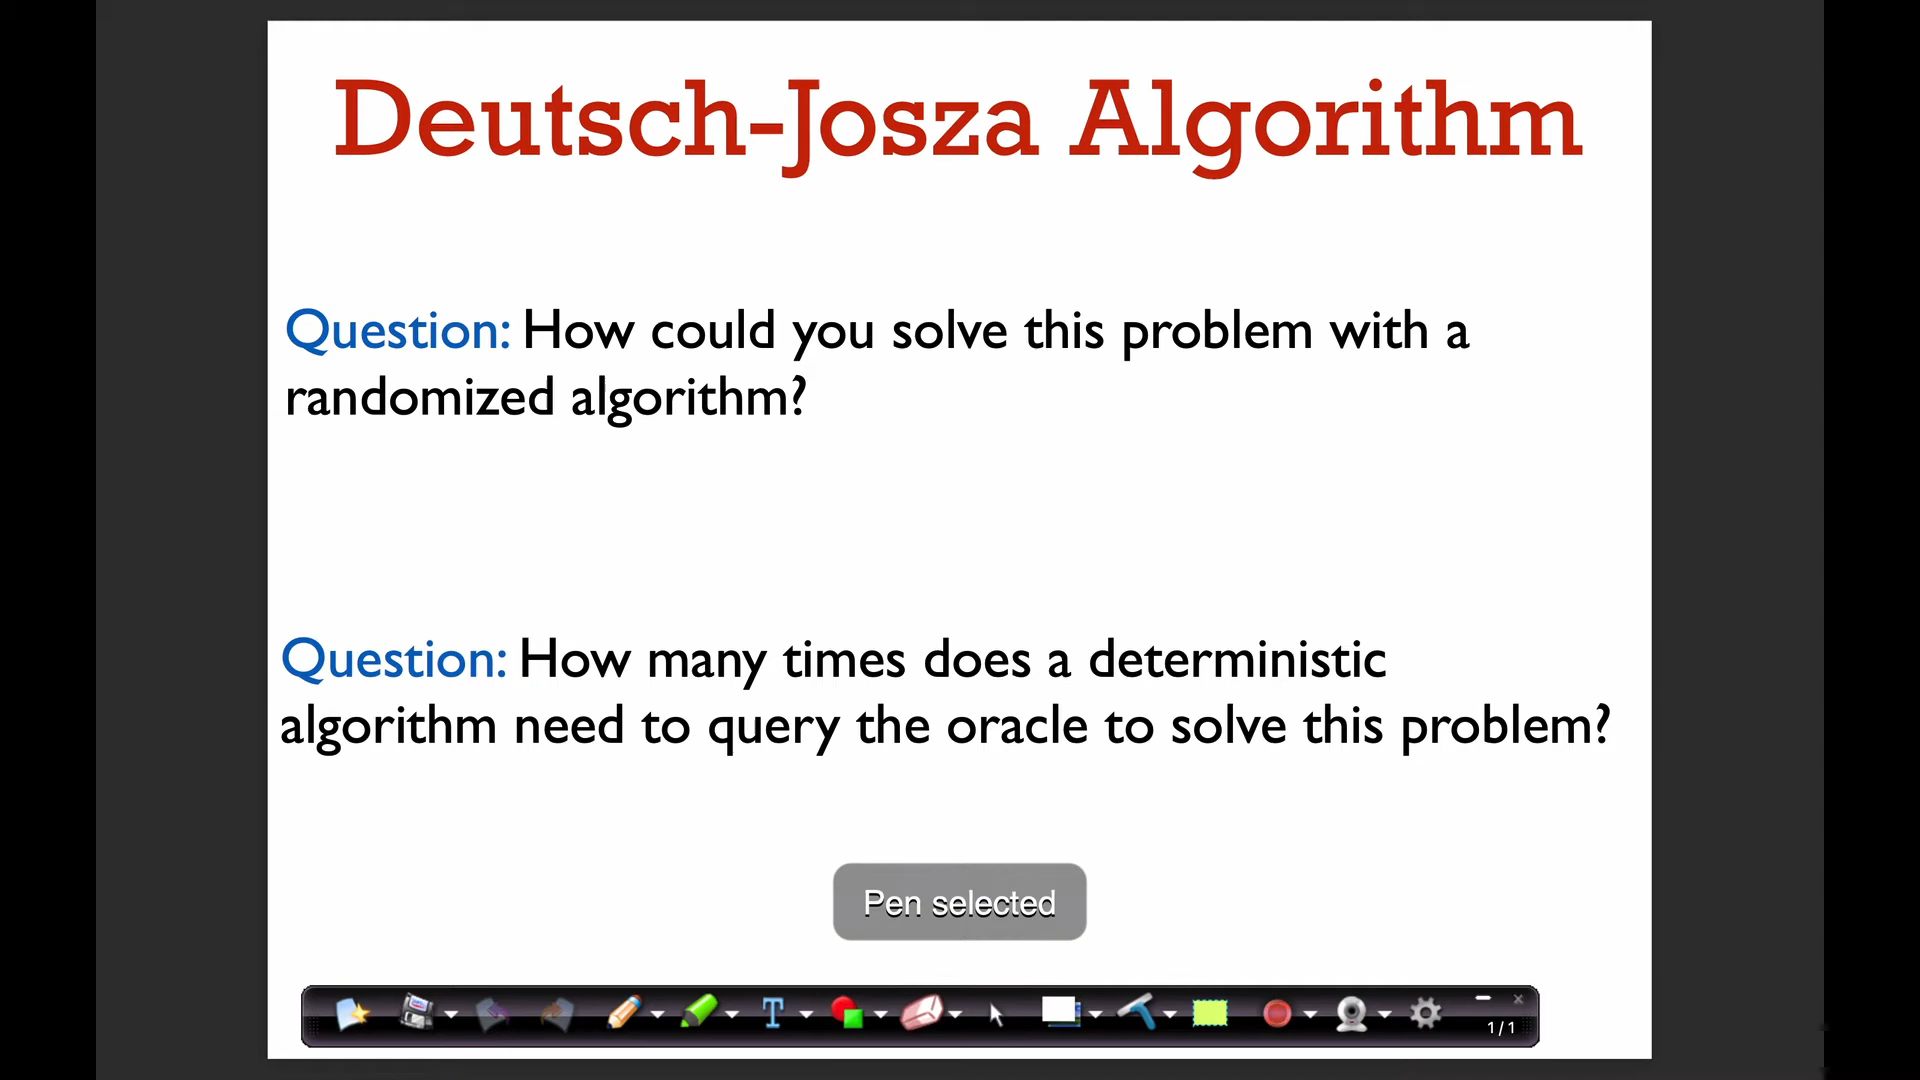 Deutsch-Josza Algorithm
Question: How could you solve this problem with a
randomized algorithm?
Question: How many times does a deterministic
algorithm need to query the oracle to solve this problem?
Pen selected
T
1/1